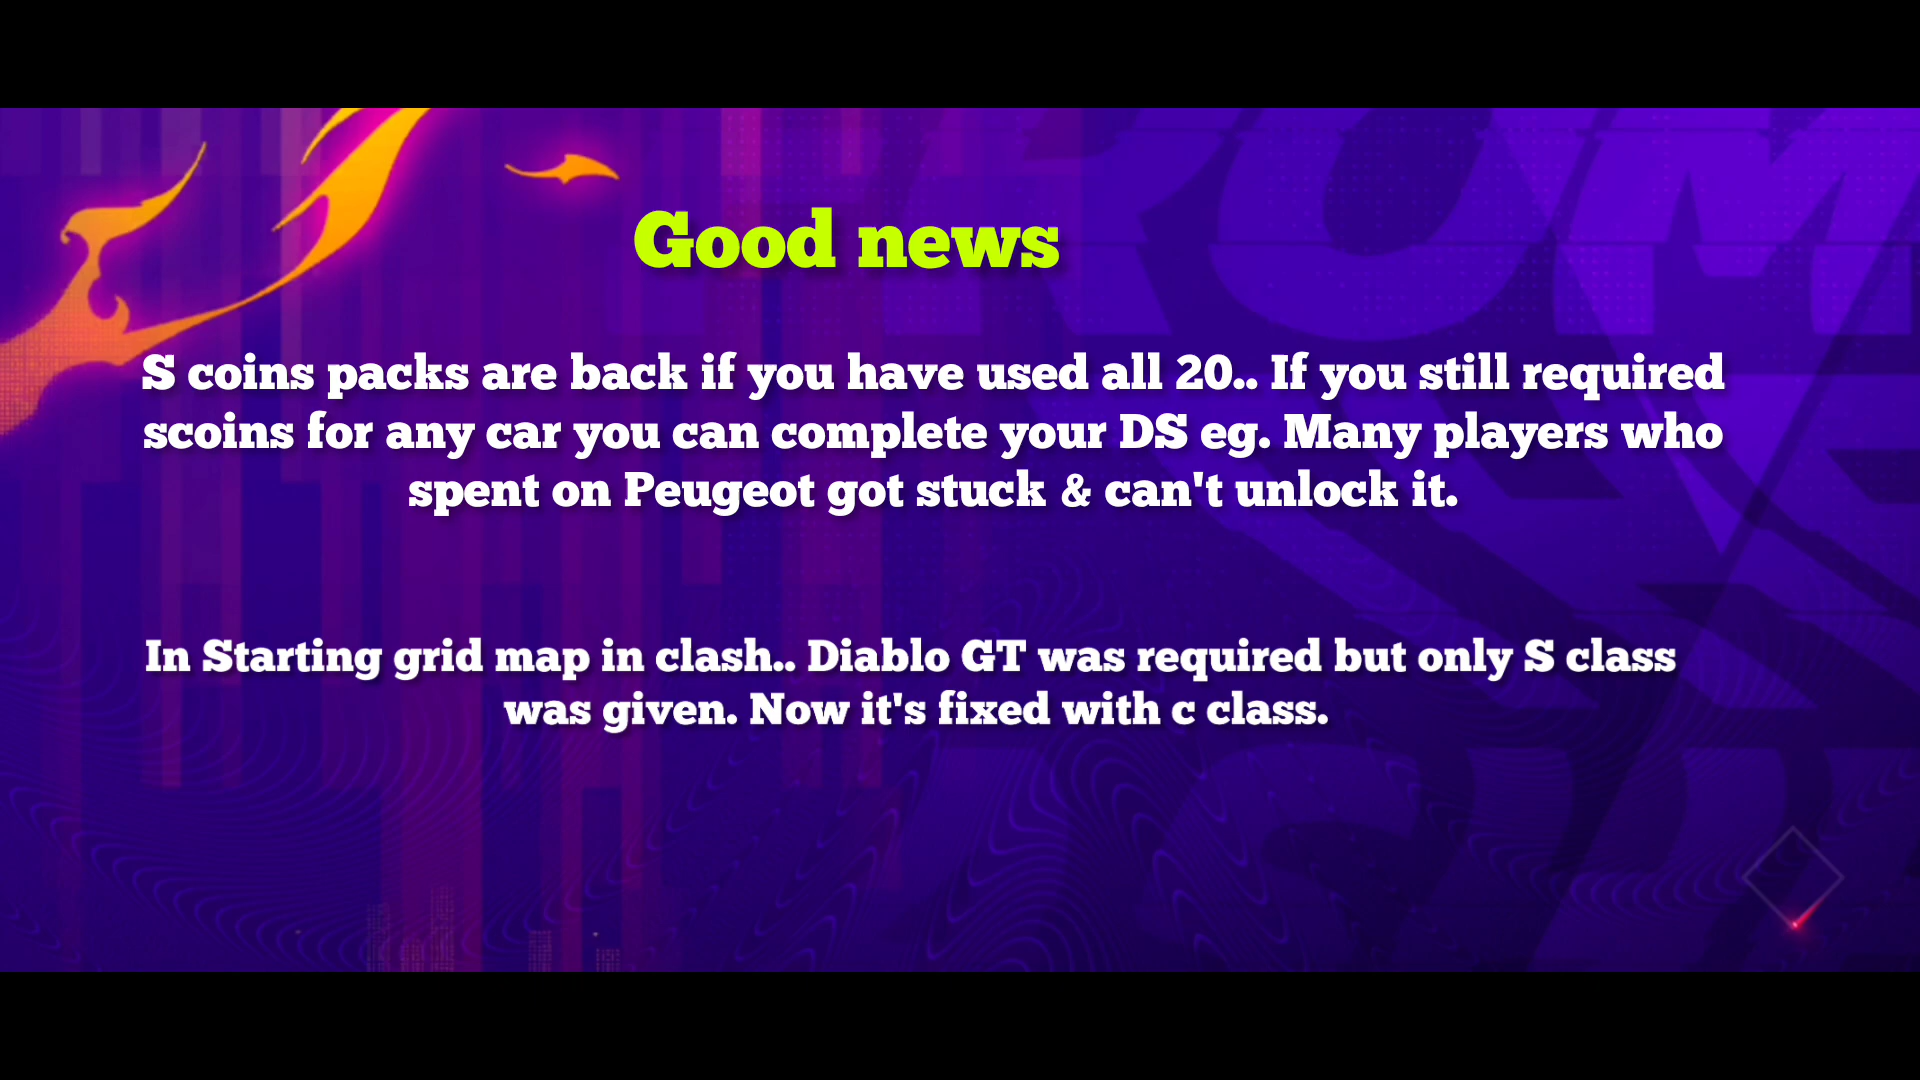 Good news
S coins packs are back if you have used all 20.. If you still required
scoins for any car you can complete your DS eg. Many players who
spent on Peugeot got stuck & can't unlock it.
In Starting grid map in clash.. Diablo GT was required but only S class
was given. Now it's fixed with c class.